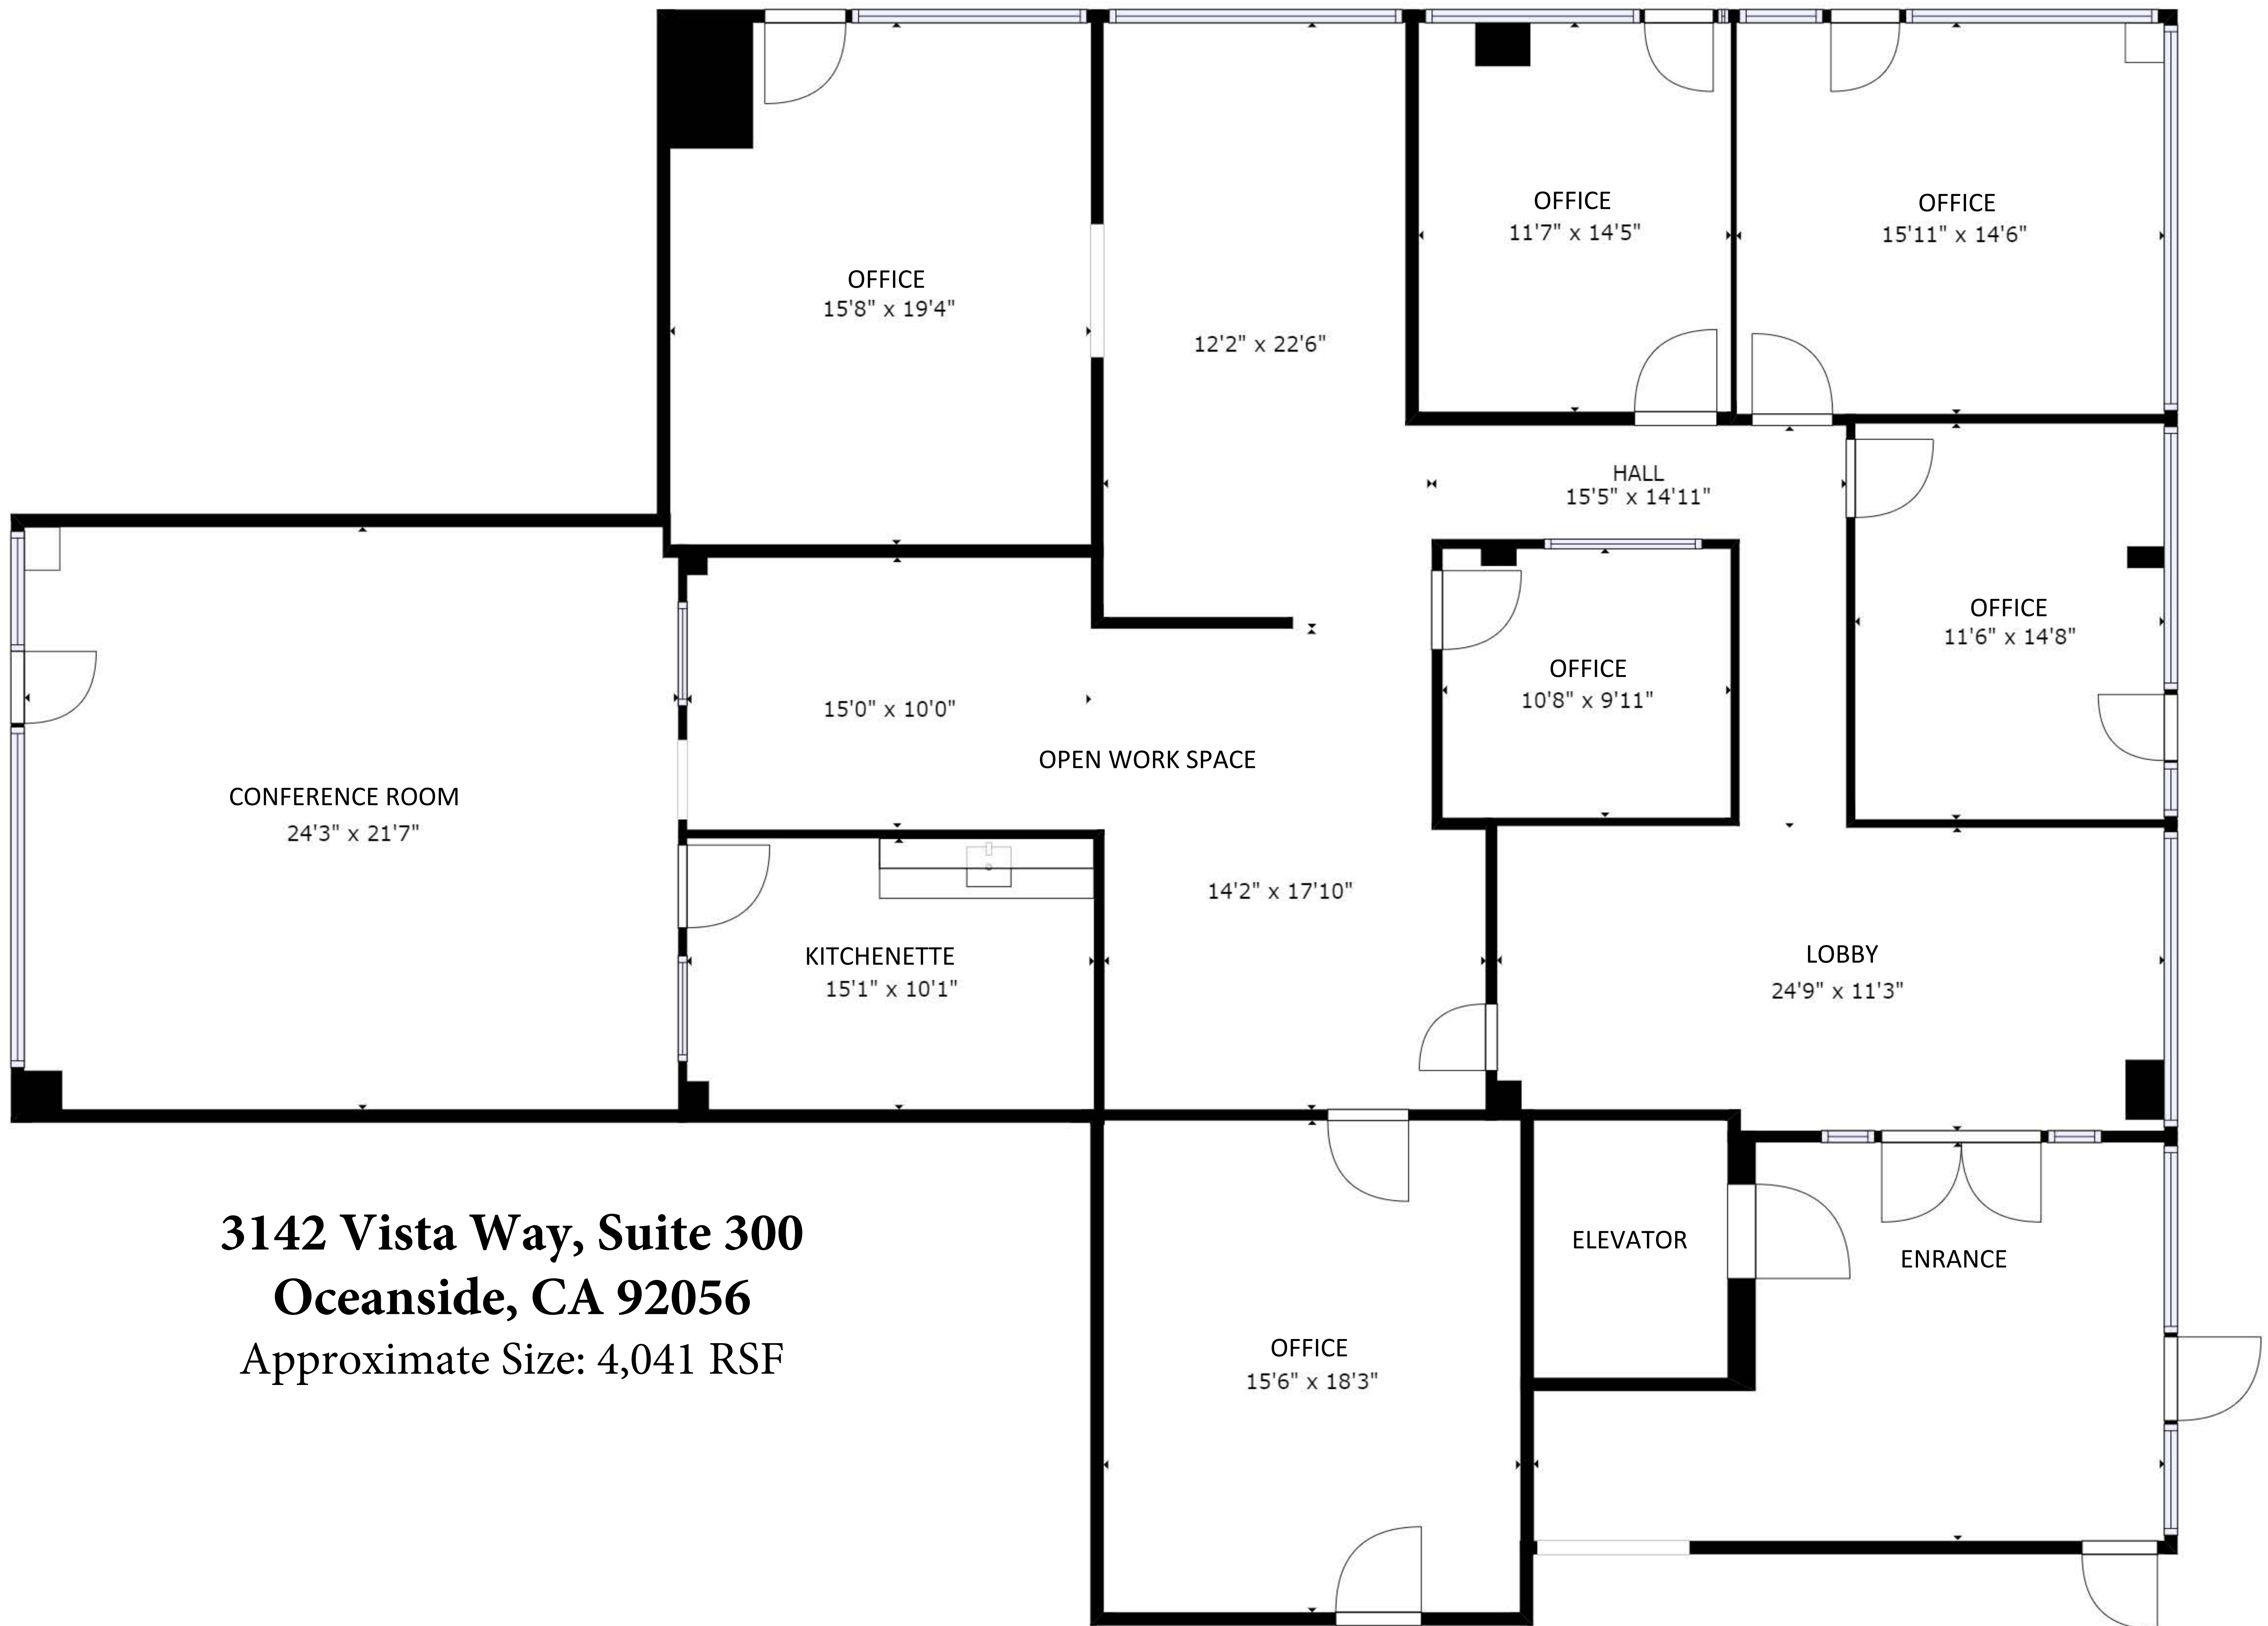 OFFICE
11'7" x 14'5"
OFFICE
15'11" x 14'6"
OFFICE
15'8" x 19'4"
12'2" x 22'6"
HALL
15'5" x 14'11"
OFFICE
11'6" x 14'8"
OFFICE
10'8" x 9'11"
15'0" x 10'0"
OPEN WORK SPACE
CONFERENCE ROOM
24'3" x 21'7"
14'2" x 17'10"
KITCHENETTE
15'1" x 10'1"
LOBBY
24'9" x 11'3"
3142 Vista Way, Suite 300
Oceanside, CA 92056
Approximate Size: 4,041 RSF
ELEVATOR
ENRANCE
OFFICE
15'6" x 18'3"